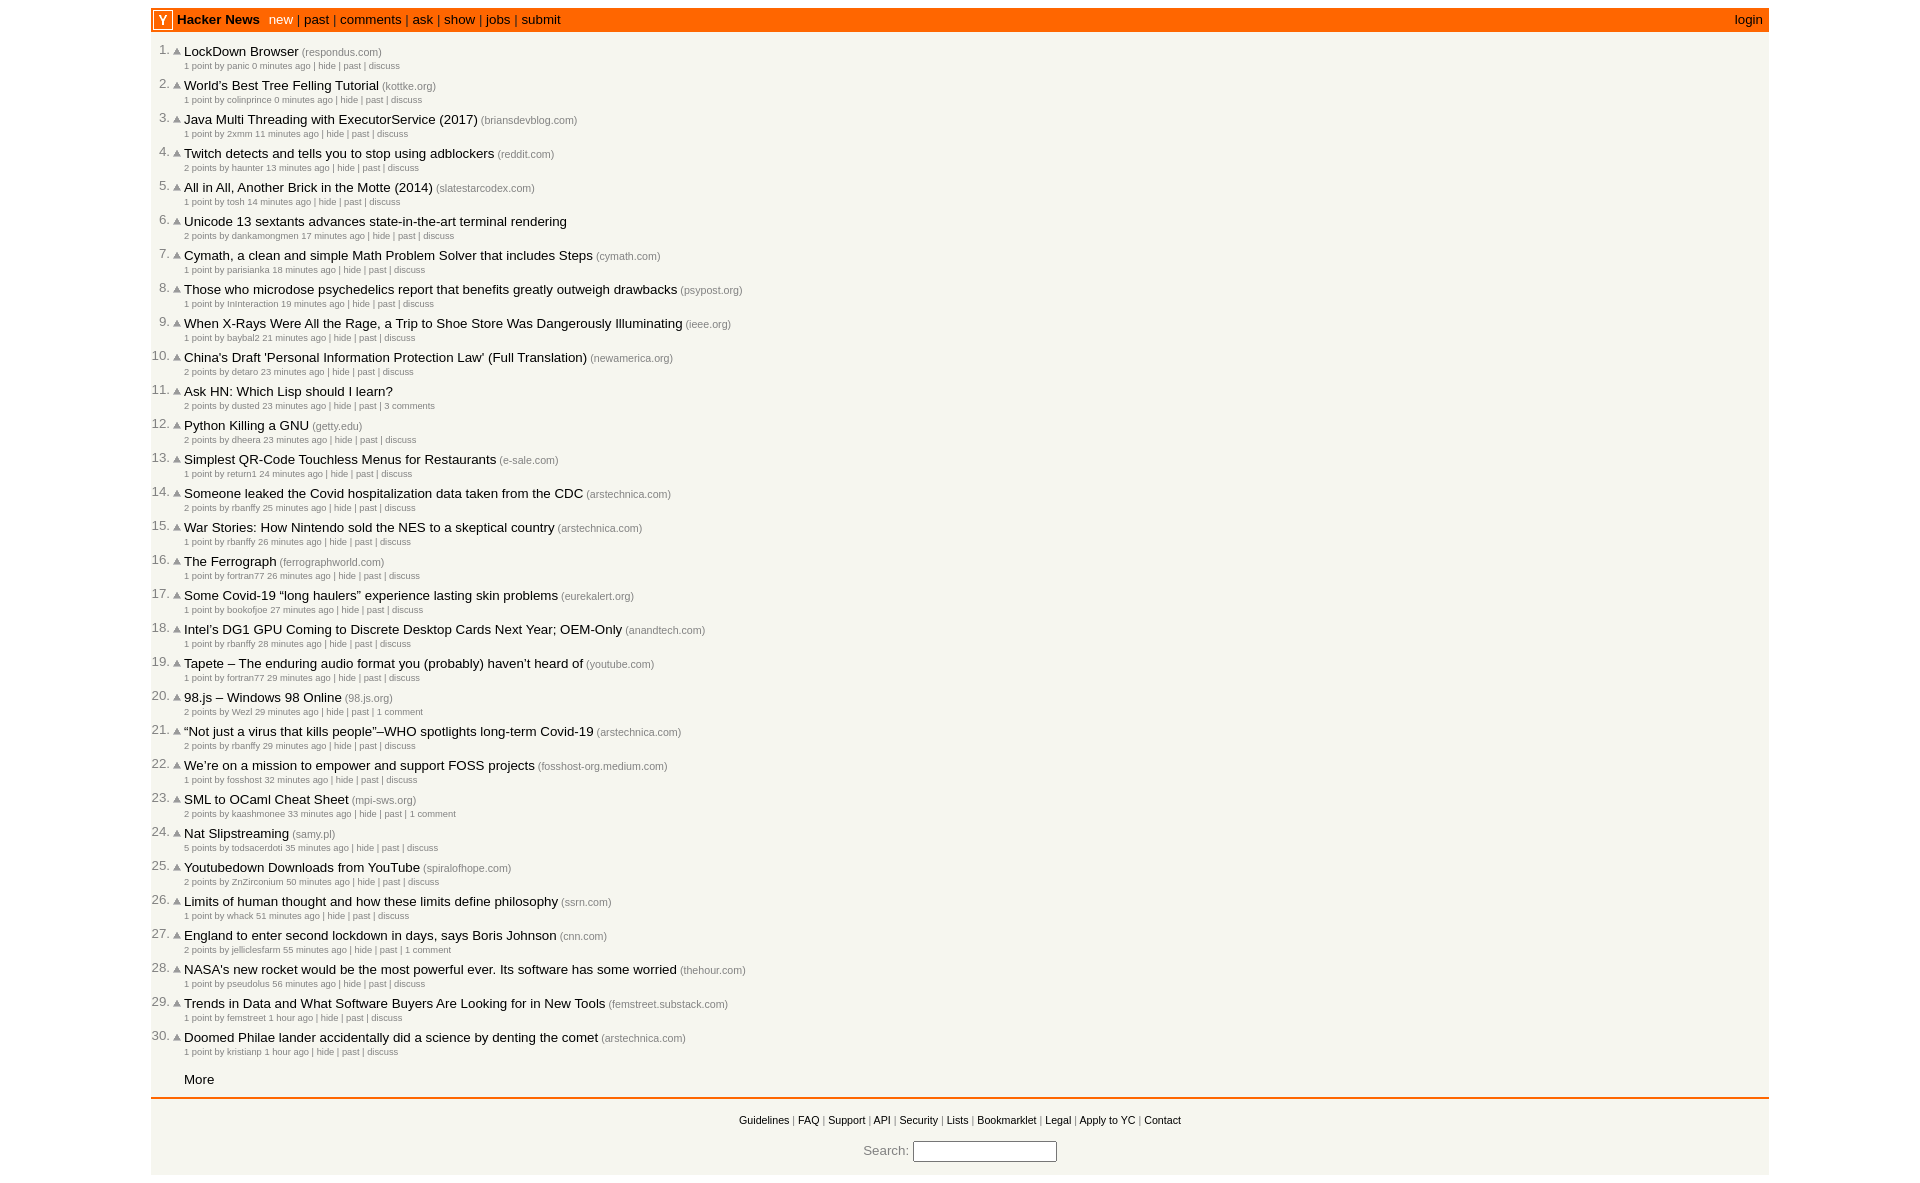 Y Hacker News new | past | comments | ask | show | jobs | submit login
1. LockDown Browser (respondus.com)
1 point by panic 0 minutes ago | hide | past | discuss
2. World’s Best Tree Felling Tutorial (kottke.org)
1 point by colinprince 0 minutes ago | hide | past | discuss
3. Java Multi Threading with ExecutorService (2017) (briansdevblog.com)
1 point by 2xmm 11 minutes ago | hide | past | discuss
4. Twitch detects and tells you to stop using adblockers (reddit.com)
2 points by haunter 13 minutes ago | hide | past | discuss
5. All in All, Another Brick in the Motte (2014) (slatestarcodex.com)
1 point by tosh 14 minutes ago | hide | past | discuss
6. Unicode 13 sextants advances state-in-the-art terminal rendering
2 points by dankamongmen 17 minutes ago | hide | past | discuss
7. Cymath, a clean and simple Math Problem Solver that includes Steps (cymath.com)
1 point by parisianka 18 minutes ago | hide | past | discuss
8. Those who microdose psychedelics report that benefits greatly outweigh drawbacks (psypost.org)
1 point by InInteraction 19 minutes ago | hide | past | discuss
9. When X-Rays Were All the Rage, a Trip to Shoe Store Was Dangerously Illuminating (ieee.org)
1 point by baybal2 21 minutes ago | hide | past | discuss
10. China's Draft 'Personal Information Protection Law' (Full Translation) (newamerica.org)
2 points by detaro 23 minutes ago | hide | past | discuss
11. Ask HN: Which Lisp should I learn?
2 points by dusted 23 minutes ago | hide | past | 3 comments
12. Python Killing a GNU (getty.edu)
2 points by dheera 23 minutes ago | hide | past | discuss
13. Simplest QR-Code Touchless Menus for Restaurants (e-sale.com)
1 point by return1 24 minutes ago | hide | past | discuss
14. Someone leaked the Covid hospitalization data taken from the CDC (arstechnica.com)
2 points by rbanffy 25 minutes ago | hide | past | discuss
15. War Stories: How Nintendo sold the NES to a skeptical country (arstechnica.com)
1 point by rbanffy 26 minutes ago | hide | past | discuss
16. The Ferrograph (ferrographworld.com)
1 point by fortran77 26 minutes ago | hide | past | discuss
17. Some Covid-19 “long haulers” experience lasting skin problems (eurekalert.org)
1 point by bookofjoe 27 minutes ago | hide | past | discuss
18. Intel’s DG1 GPU Coming to Discrete Desktop Cards Next Year; OEM-Only (anandtech.com)
1 point by rbanffy 28 minutes ago | hide | past | discuss
19. Tapete – The enduring audio format you (probably) haven’t heard of (youtube.com)
1 point by fortran77 29 minutes ago | hide | past | discuss
20. 98.js – Windows 98 Online (98.js.org)
2 points by Wezl 29 minutes ago | hide | past | 1 comment
21. “Not just a virus that kills people”–WHO spotlights long-term Covid-19 (arstechnica.com)
2 points by rbanffy 29 minutes ago | hide | past | discuss
22. We’re on a mission to empower and support FOSS projects (fosshost-org.medium.com)
1 point by fosshost 32 minutes ago | hide | past | discuss
23. SML to OCaml Cheat Sheet (mpi-sws.org)
2 points by kaashmonee 33 minutes ago | hide | past | 1 comment
24. Nat Slipstreaming (samy.pl)
5 points by todsacerdoti 35 minutes ago | hide | past | discuss
25. Youtubedown Downloads from YouTube (spiralofhope.com)
2 points by ZnZirconium 50 minutes ago | hide | past | discuss
26. Limits of human thought and how these limits define philosophy (ssrn.com)
1 point by whack 51 minutes ago | hide | past | discuss
27. England to enter second lockdown in days, says Boris Johnson (cnn.com)
2 points by jelliclesfarm 55 minutes ago | hide | past | 1 comment
28. NASA's new rocket would be the most powerful ever. Its software has some worried (thehour.com)
1 point by pseudolus 56 minutes ago | hide | past | discuss
29. Trends in Data and What Software Buyers Are Looking for in New Tools (femstreet.substack.com)
1 point by femstreet 1 hour ago | hide | past | discuss
30. Doomed Philae lander accidentally did a science by denting the comet (arstechnica.com)
1 point by kristianp 1 hour ago | hide | past | discuss
More
Guidelines | FAQ | Support | API | Security | Lists | Bookmarklet | Legal | Apply to YC | Contact
Search: